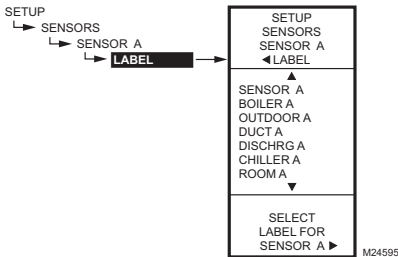 SETUP
SENSORS
SENSOR A
LABEL
SETUP
SENSORS
SENSOR A
◄LABEL
▲
SENSOR A
BOILER A
OUTDOOR A
DUCT A
DISCHRG A
CHILLER A
ROOM A
▼
SELECT
LABEL FOR
SENSOR A ►
M24595